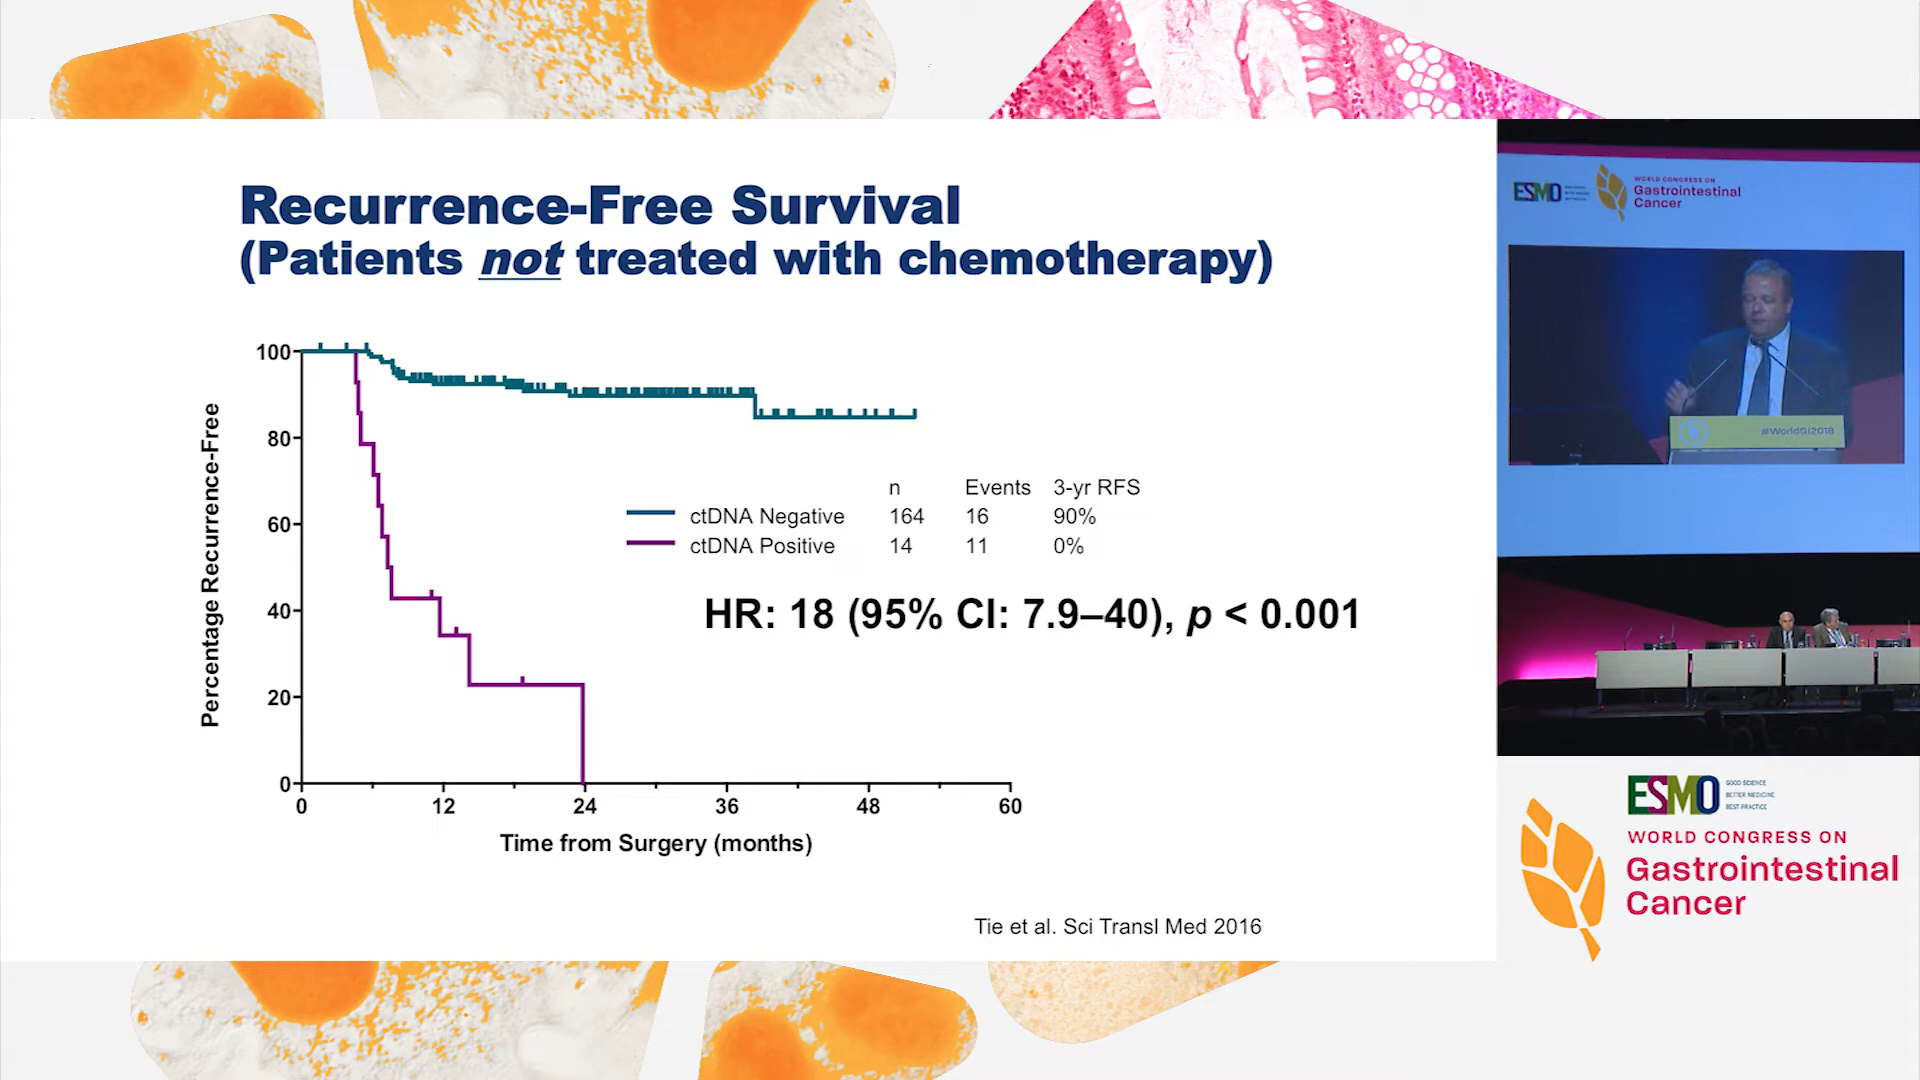 Recurrence-Free Survival
(Patients not treated with chemotherapy)
Percentage Recurrence-Free
100
80
60
40
20
0
0 12 24 36 48 60
Time from Surgery (months)
n Events 3-yr RFS
ctDNA Negative 164 16 90%
ctDNA Positive 14 11 0%
HR: 18 (95% CI: 7.9–40), p < 0.001
Tie et al. Sci Transl Med 2016
ESMO
WORLD CONGRESS ON
Gastrointestinal
Cancer
#WorldGI2018
ESMO
GOOD SCIENCE
BETTER MEDICINE
BEST PRACTICE
WORLD CONGRESS ON
Gastrointestinal
Cancer